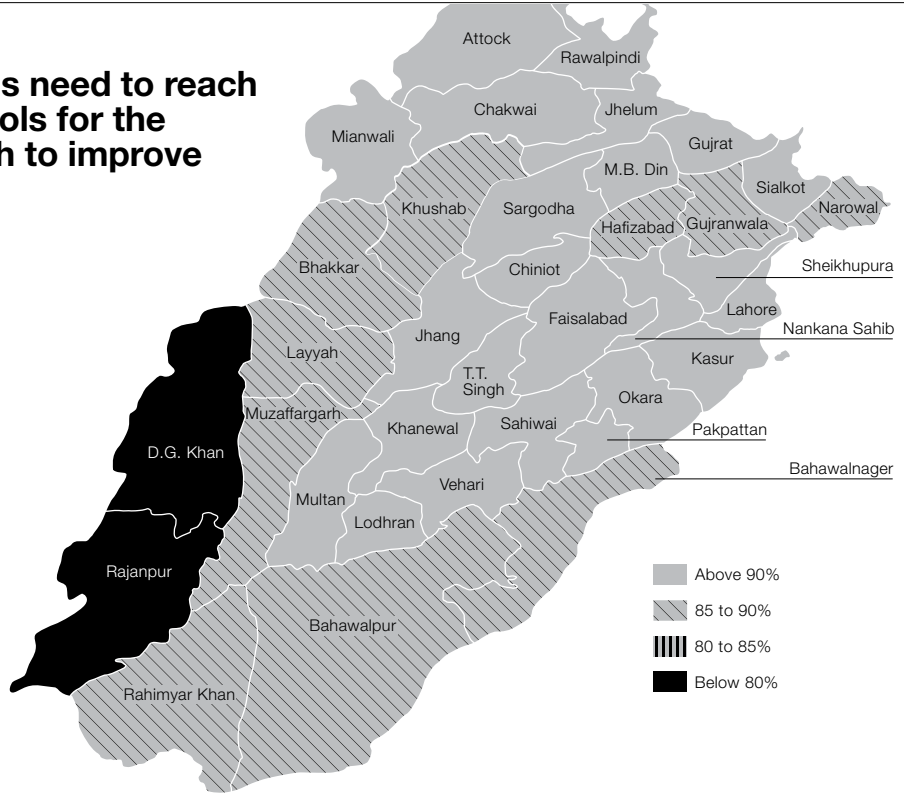 s need to reach
ols for the
h to improve
Attock
Rawalpindi
Chakwai
Jhelum
Mianwali
Gujrat
M.B. Din
Sialkot
Khushab
Sargodha
Narowal
Hafizabad
Gujranwala
Bhakkar
Chiniot
Sheikhupura
Lahore
Faisalabad
Nankana Sahib
Jhang
Layyah
Kasur
T.T.
Singh
Okara
Muzaffargarh
Khanewal
Sahiwai
Pakpattan
D.G. Khan
Bahawalnager
Vehari
Multan
Lodhran
Rajanpur
Above 90%
85 to 90%
Bahawalpur
80 to 85%
Below 80%
Rahimyar Khan